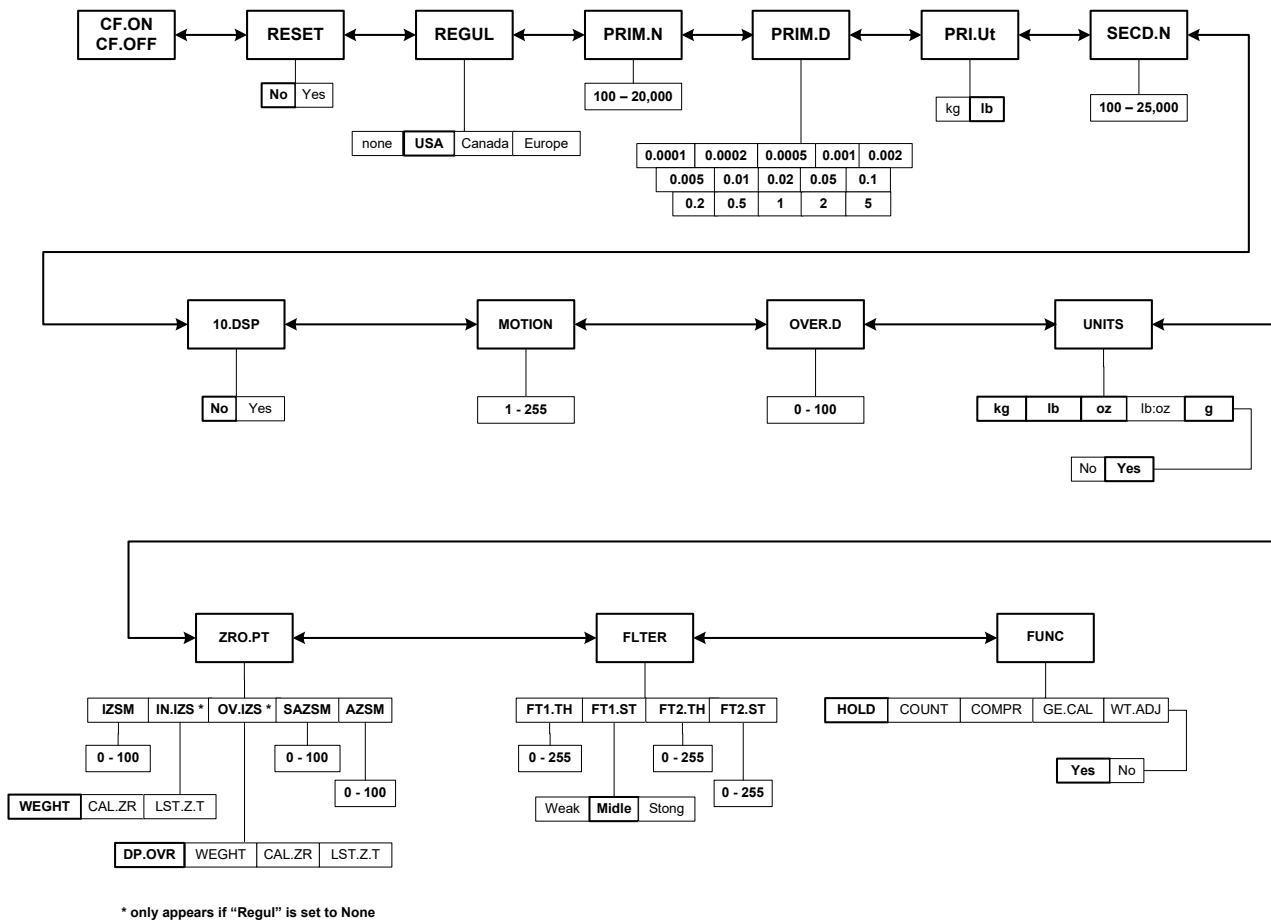 CF.ON
CF.OFF
RESET
REGUL
PRIM.N
PRIM.D
PRI.Ut
SECD.N
No Yes
none USA Canada Europe
100 – 20,000
0.0001 0.0002 0.0005 0.001 0.002
0.005 0.01 0.02 0.05 0.1
0.2 0.5 1 2 5
kg lb
100 – 25,000
10.DSP
MOTION
OVER.D
UNITS
No Yes
1 - 255
0 - 100
kg lb oz lb:oz g
No Yes
ZRO.PT
FLTER
FUNC
IZSM IN.IZS * OV.IZS * SAZSM AZSM
0 - 100
0 - 100
0 - 100
WEGHT CAL.ZR LST.Z.T
DP.OVR WEGHT CAL.ZR LST.Z.T
FT1.TH FT1.ST FT2.TH FT2.ST
0 - 255
0 - 255
0 - 255
Weak Midle Stong
HOLD COUNT COMPR GE.CAL WT.ADJ
Yes No
* only appears if “Regul” is set to None